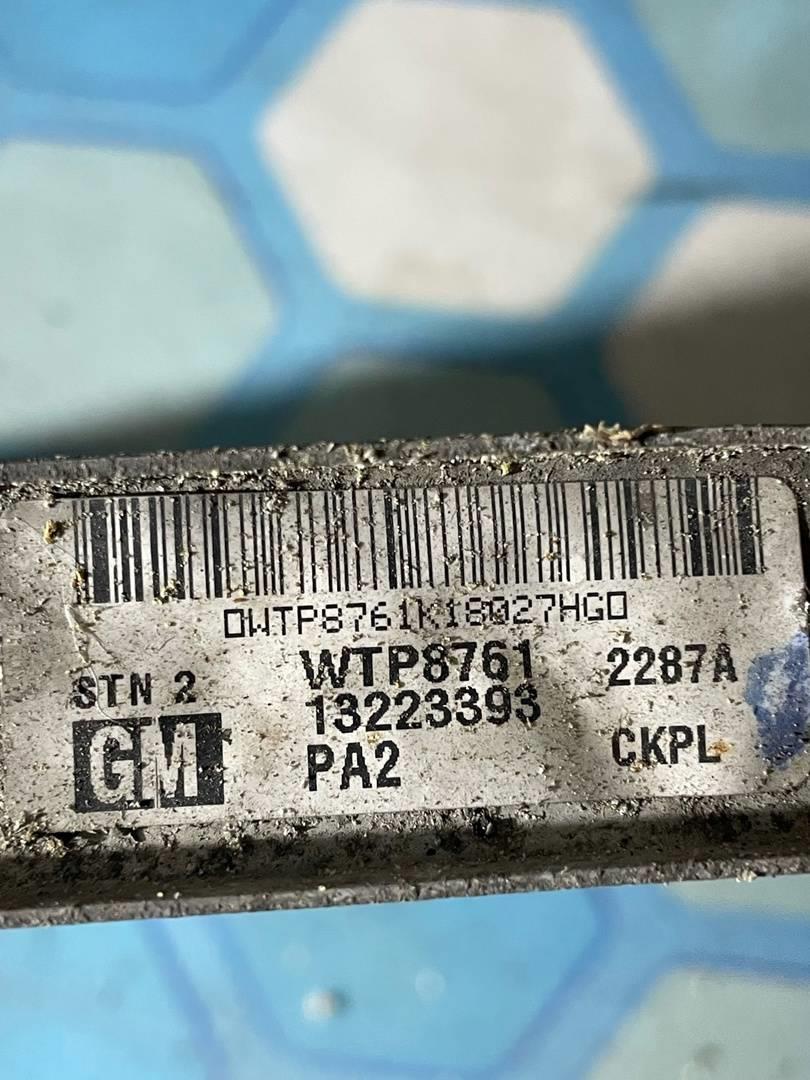 0WTP8761K18027HG0
STN 2 WTP8761 2287A
13223393
GM PA2 CKPL